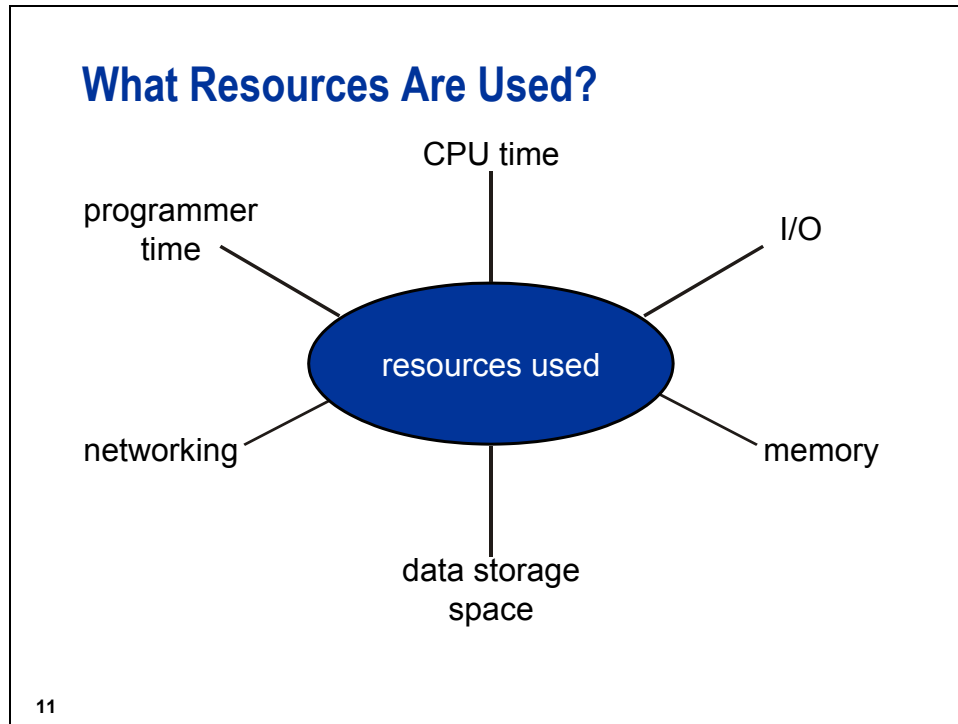 What Resources Are Used?
CPU time
programmer
time
I/O
resources used
networking
memory
data storage
space
11